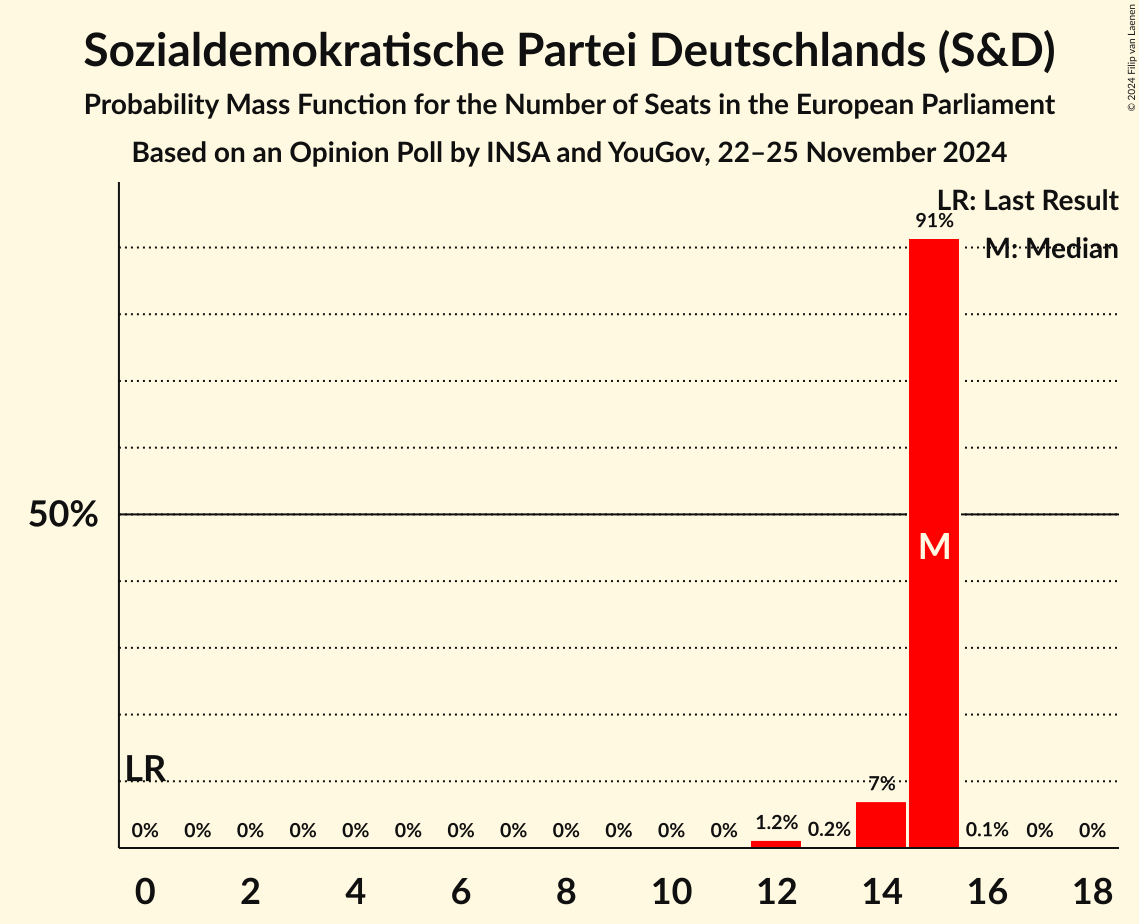 Sozialdemokratische Partei Deutschlands (S&D)
Probability Mass Function for the Number of Seats in the European Parliament
Based on an Opinion Poll by INSA and YouGov, 22–25 November 2024
© 2024 Filip van Laenen
LR: Last Result
91%
M: Median
50%
M
LR
7%
0% 0% 0% 0% 0% 0% 0% 0% 0% 0% 0% 0% 1.2% 0.2% 0.1% 0% 0%
0 2 4 6 8 10 12 14 16 18